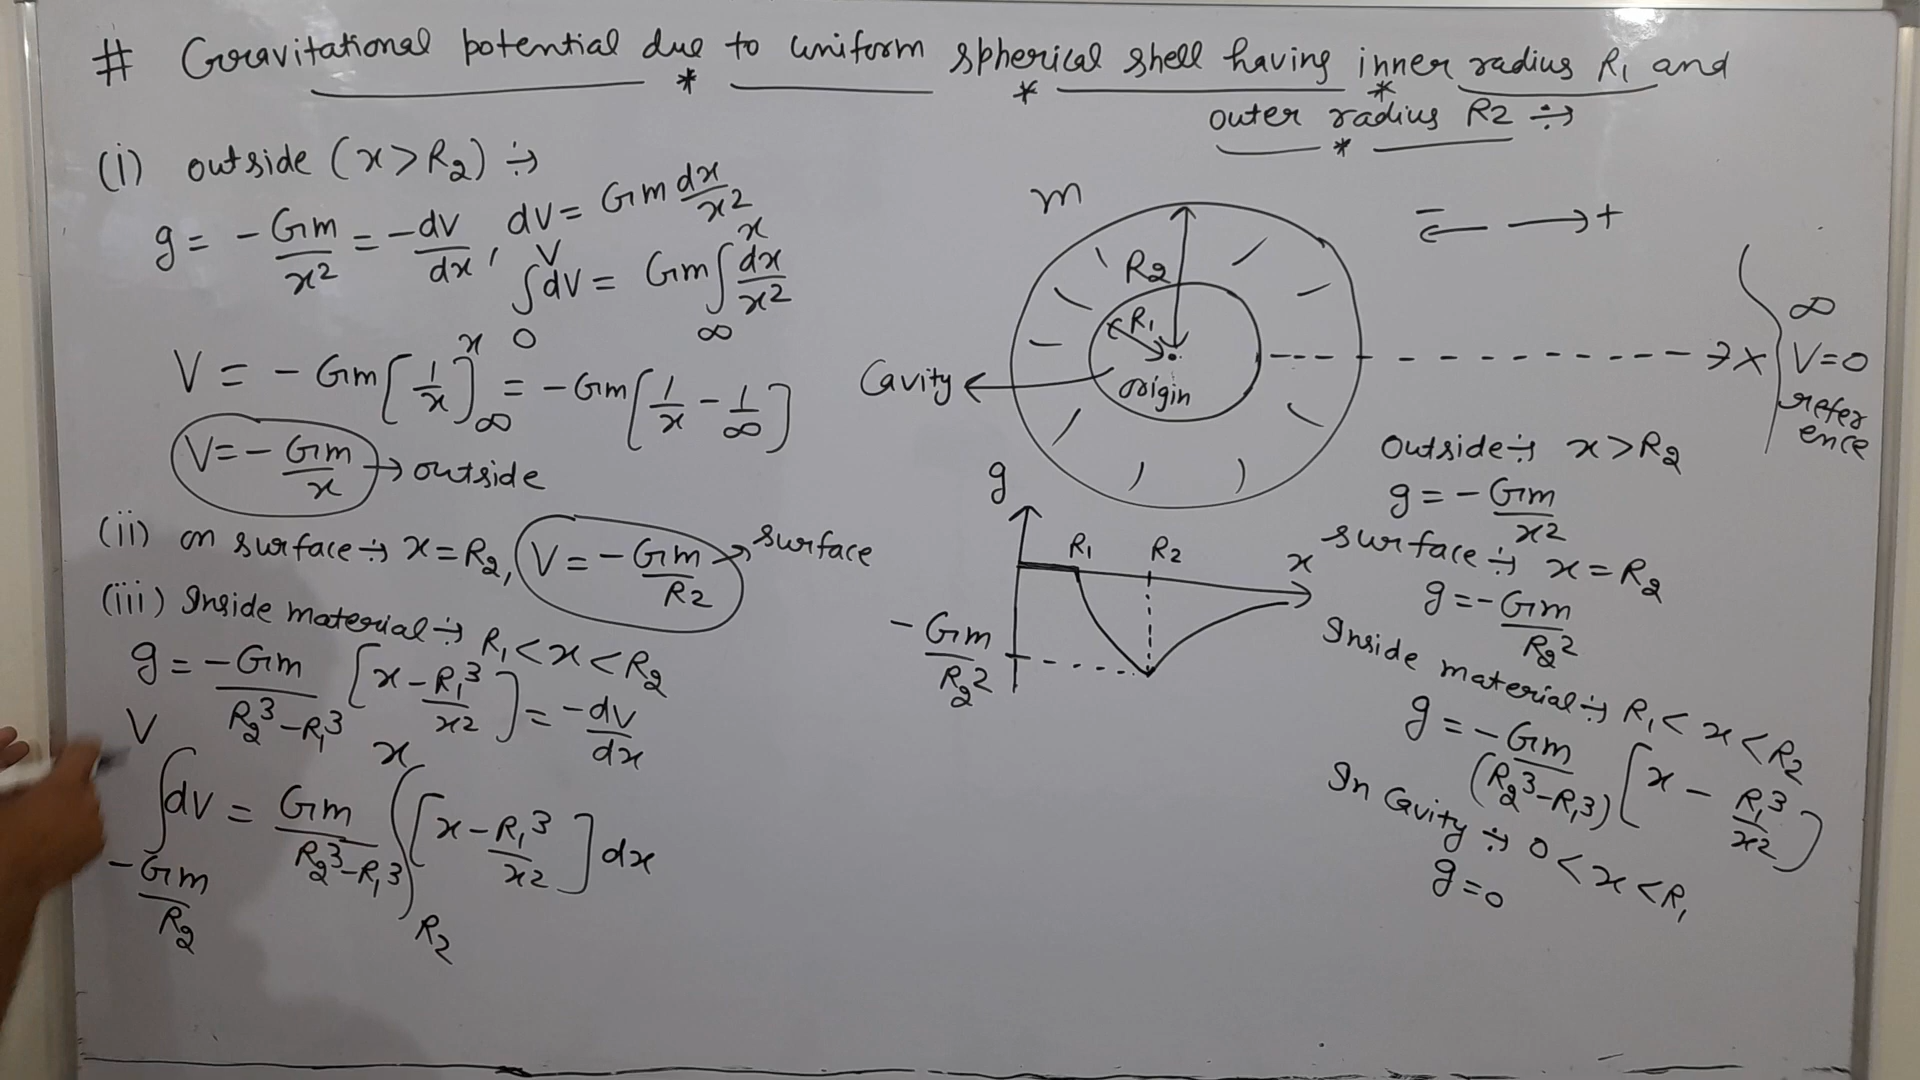 # Gravitational potential due to uniform spherical shell having inner radius R₁ and
outer radius R2 ÷→
(i) outside (x>R₂) ÷→
g = -Gm/x² = -dv/dx, dv = Gm dx/x²
∫₀^V dv = Gm ∫_∞^x dx/x²
V = -Gm[1/x]_∞^x = -Gm[1/x - 1/∞]
V = -Gm/x → outside
(ii) on surface ÷→ x=R₂, V = -Gm/R2 → surface
(iii) Inside material ÷→ R₁<x<R₂
g = -Gm/(R₂³-R₁³) [x - R₁³/x²] = -dv/dx
∫_{-Gm/R₂}^V dv = Gm/(R₂³-R₁³) ∫_{R₂}^x [x - R₁³/x²] dx
m
R₂
R₁
origin
Cavity ←
- ← → +
→ X
∞
V=0
refer
ence
g
R₁ R₂ x
-Gm/R₂²
Outside ÷→ x>R₂
g = -Gm/x²
surface ÷→ x=R₂
g = -Gm/R₂²
Inside material ÷→ R₁<x<R₂
g = -Gm/(R₂³-R₁³) [x - R₁³/x²]
In Cavity ÷→ 0<x<R₁
g=0